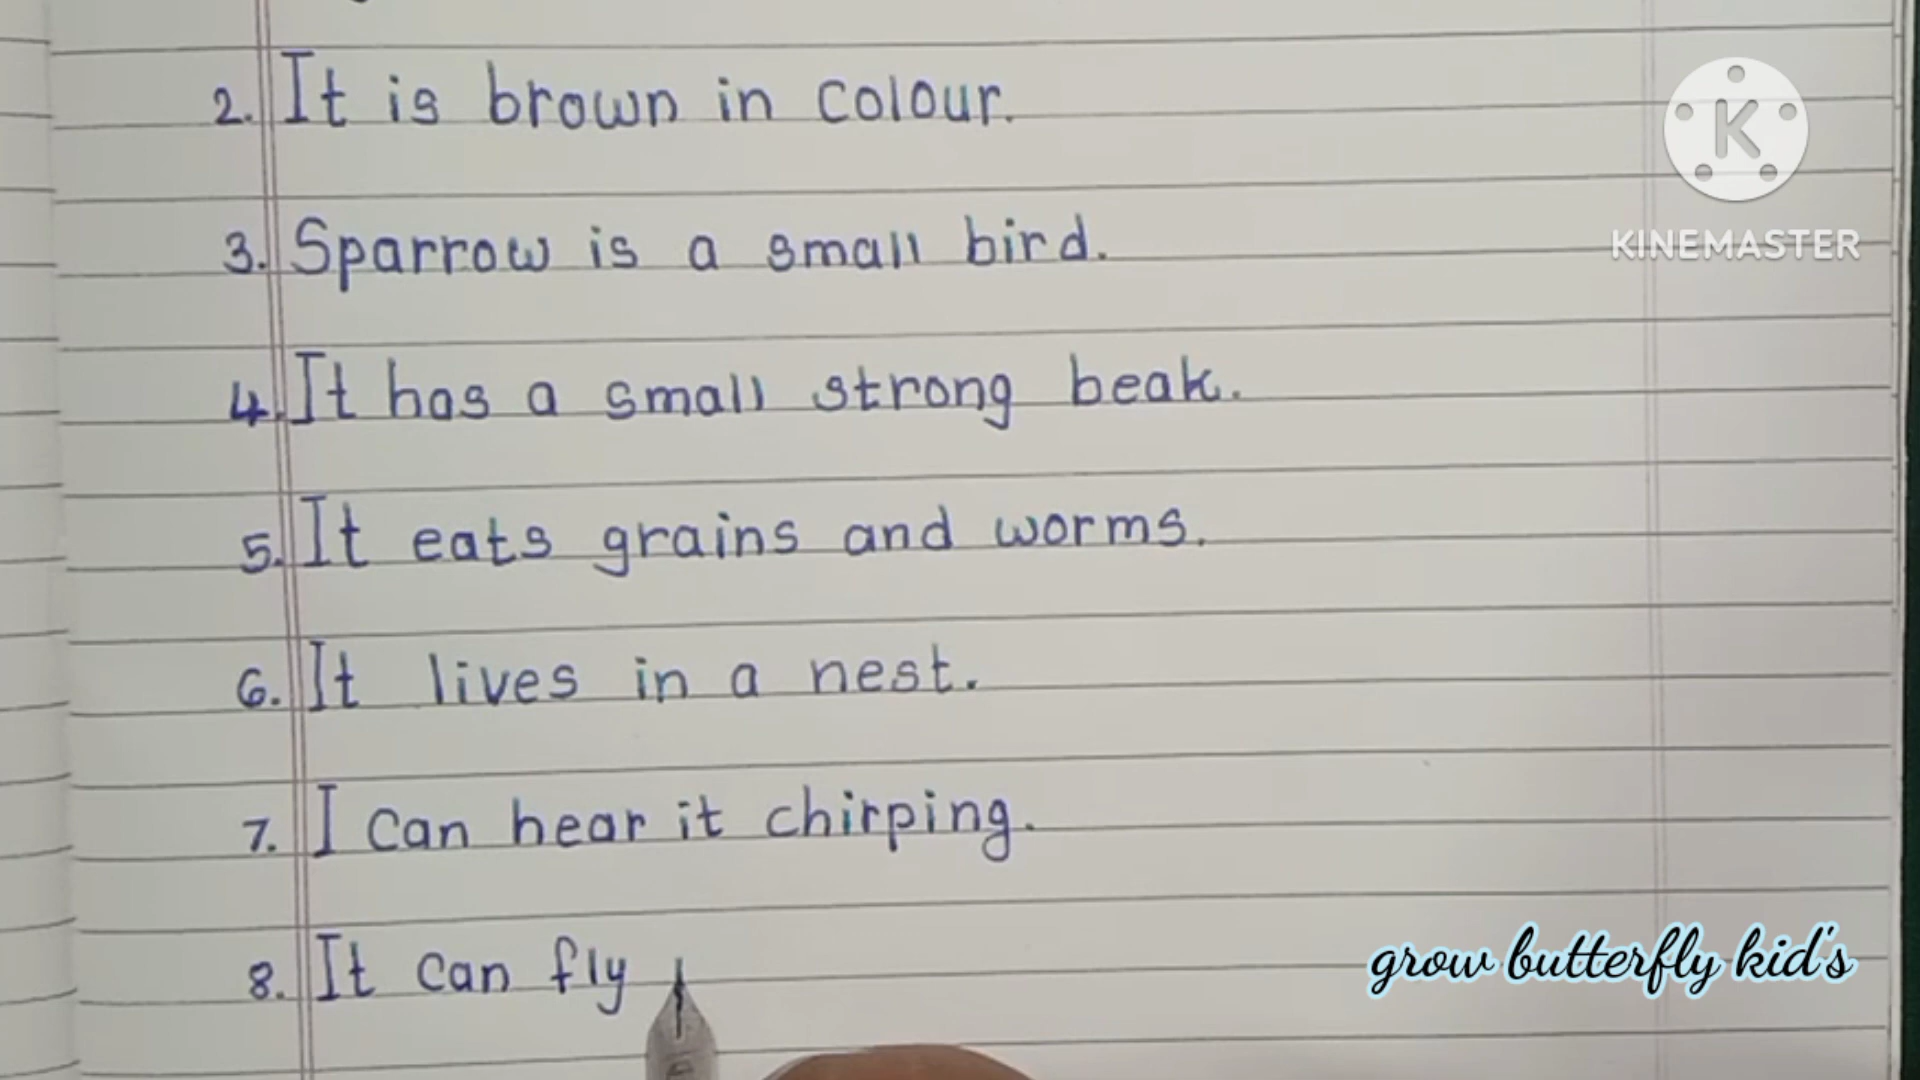 2. It is brown in colour.
K
KINEMASTER
3. Sparrow is a small bird.
4. It has a small strong beak.
5. It eats grains and worms.
6. It lives in a nest.
7. I can hear it chirping.
8. It can fly
grow butterfly kid's